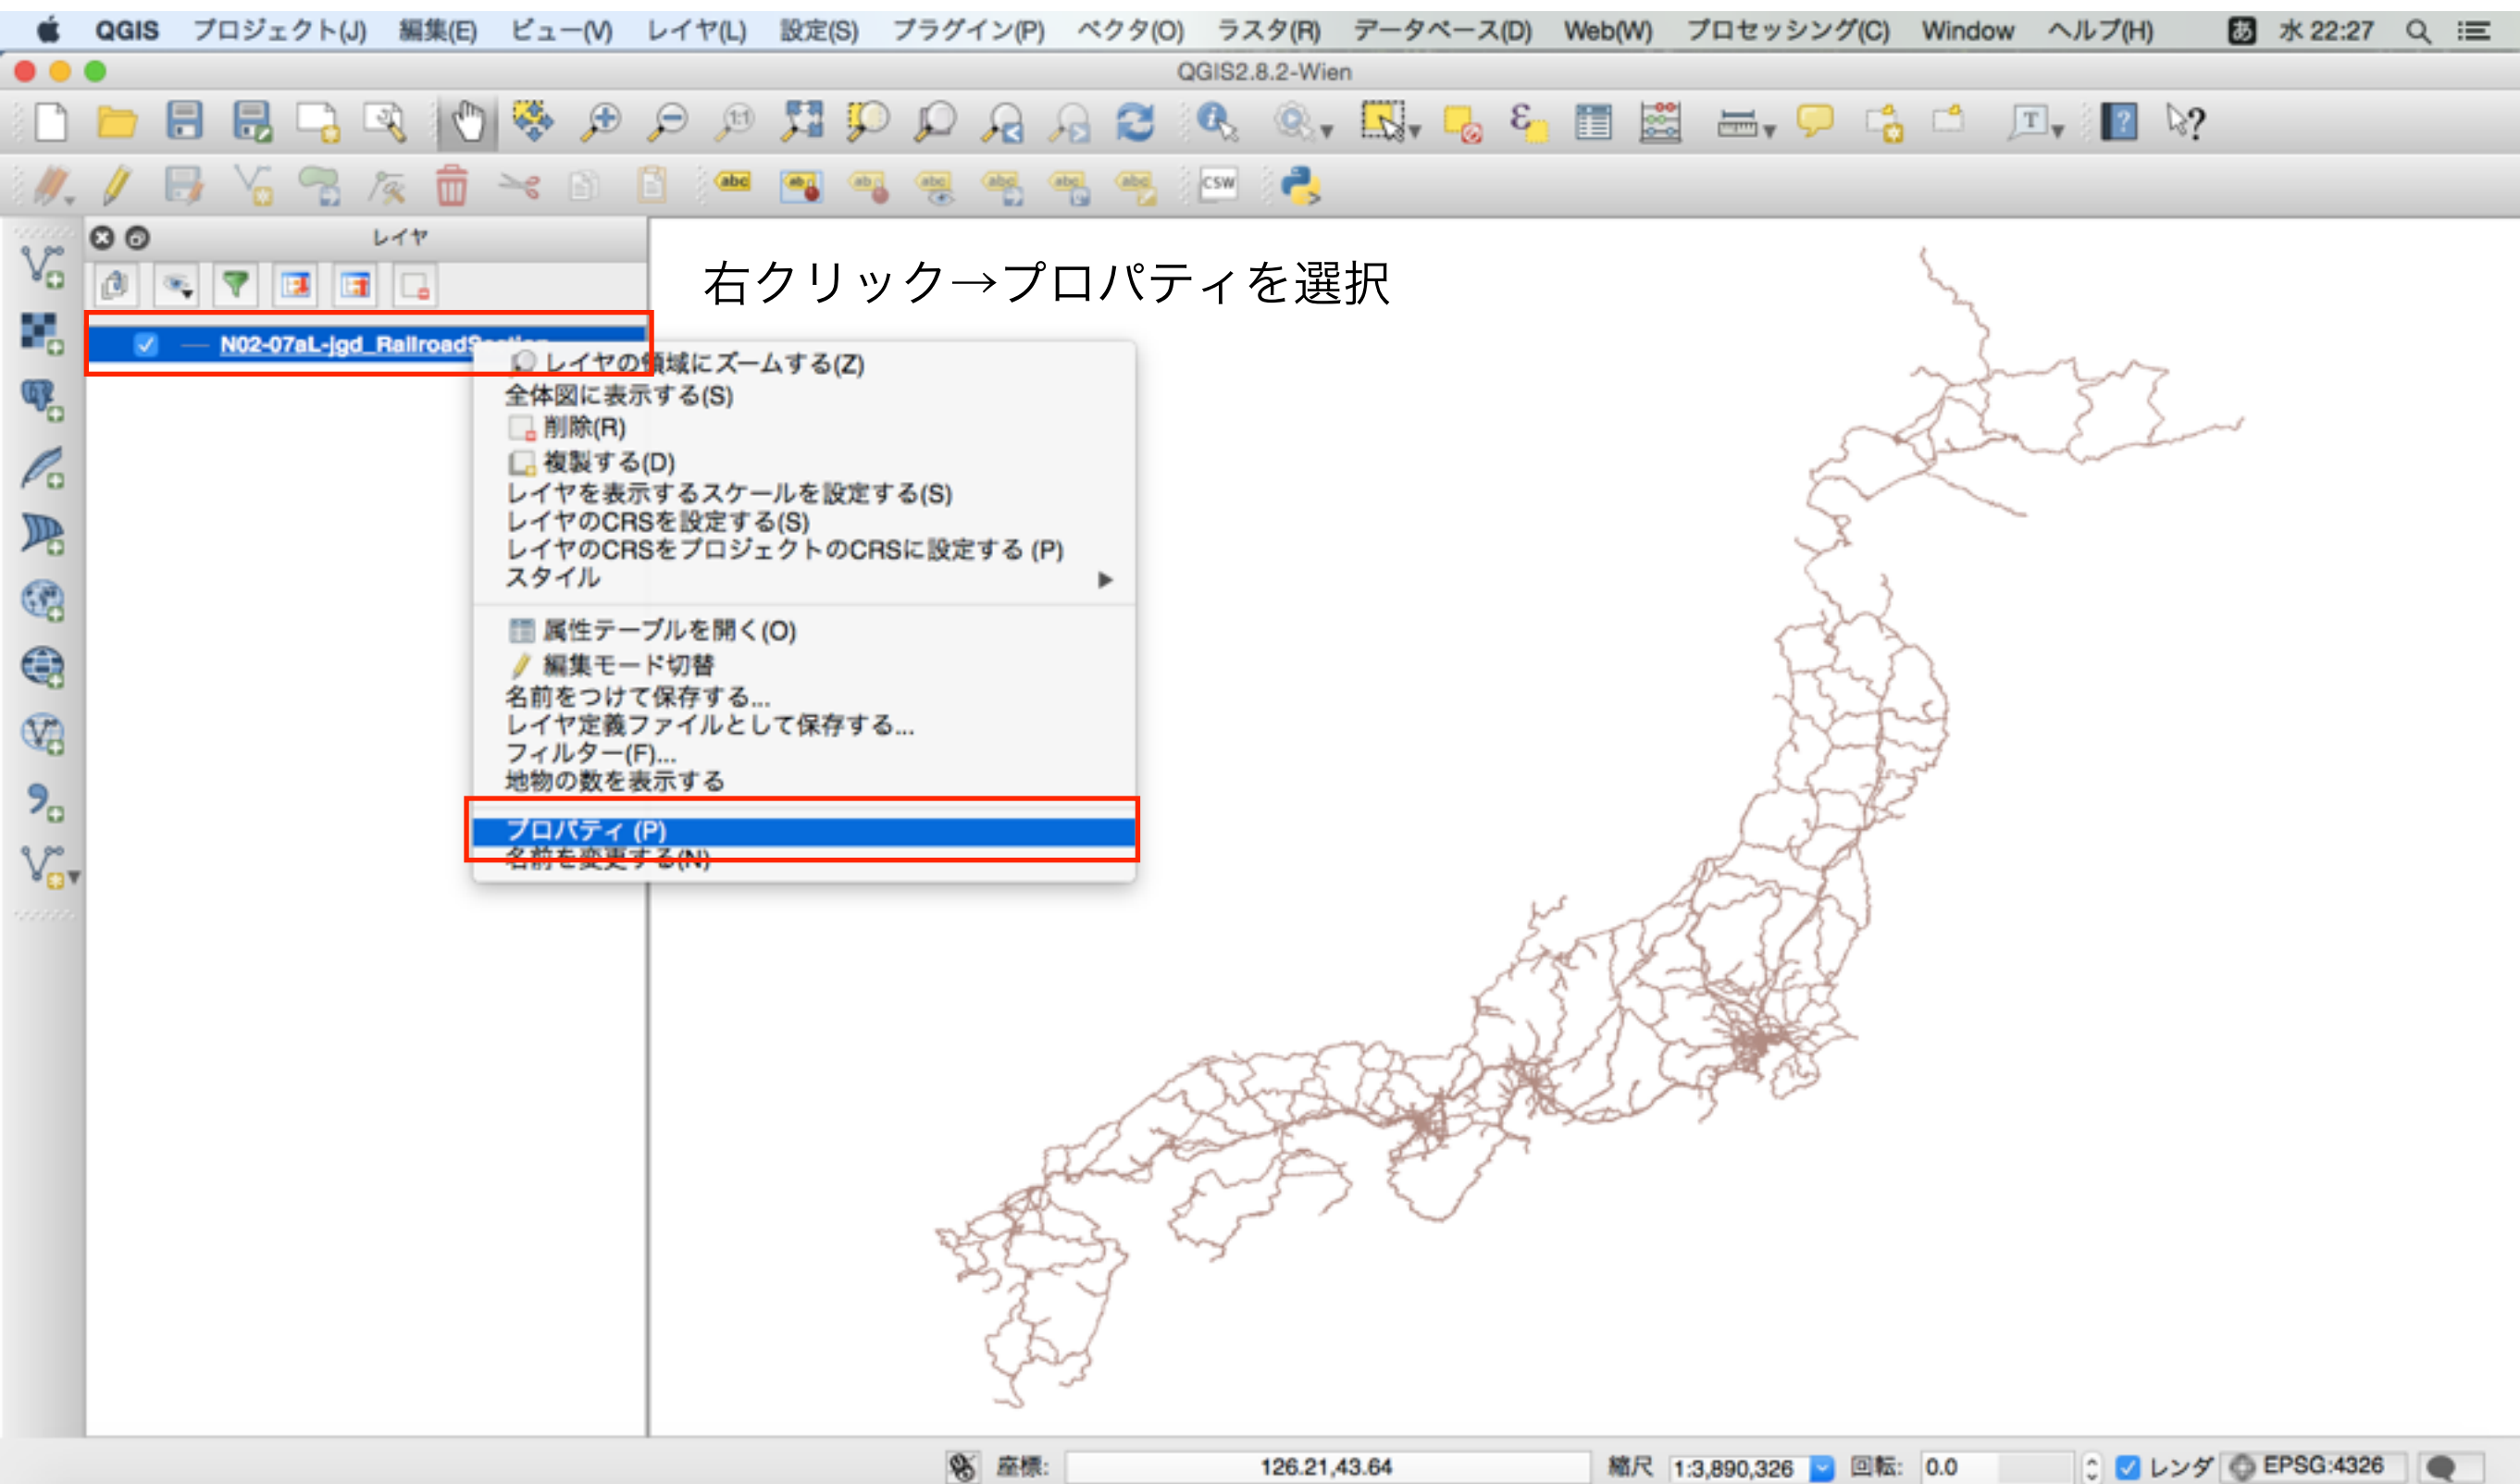 QGIS プロジェクト(J) 編集(E) ビュー(V) レイヤ(L) 設定(S) プラグイン(P) ベクタ(O) ラスタ(R) データベース(D) Web(W) プロセッシング(C) Window ヘルプ(H) あ 水 22:27
QGIS2.8.2-Wien
1:1 T ? ?
abc ab ab abc abc abc abc CSW
レイヤ
右クリック→プロパティを選択
N02-07aL-jgd_RailroadSection
レイヤの領域にズームする(Z)
全体図に表示する(S)
削除(R)
複製する(D)
レイヤを表示するスケールを設定する(S)
レイヤのCRSを設定する(S)
レイヤのCRSをプロジェクトのCRSに設定する (P)
スタイル
属性テーブルを開く(O)
編集モード切替
名前をつけて保存する...
レイヤ定義ファイルとして保存する...
フィルター(F)...
地物の数を表示する
プロパティ (P)
名前を変更する(N)
座標: 126.21,43.64 縮尺 1:3,890,326 回転: 0.0 レンダ EPSG:4326